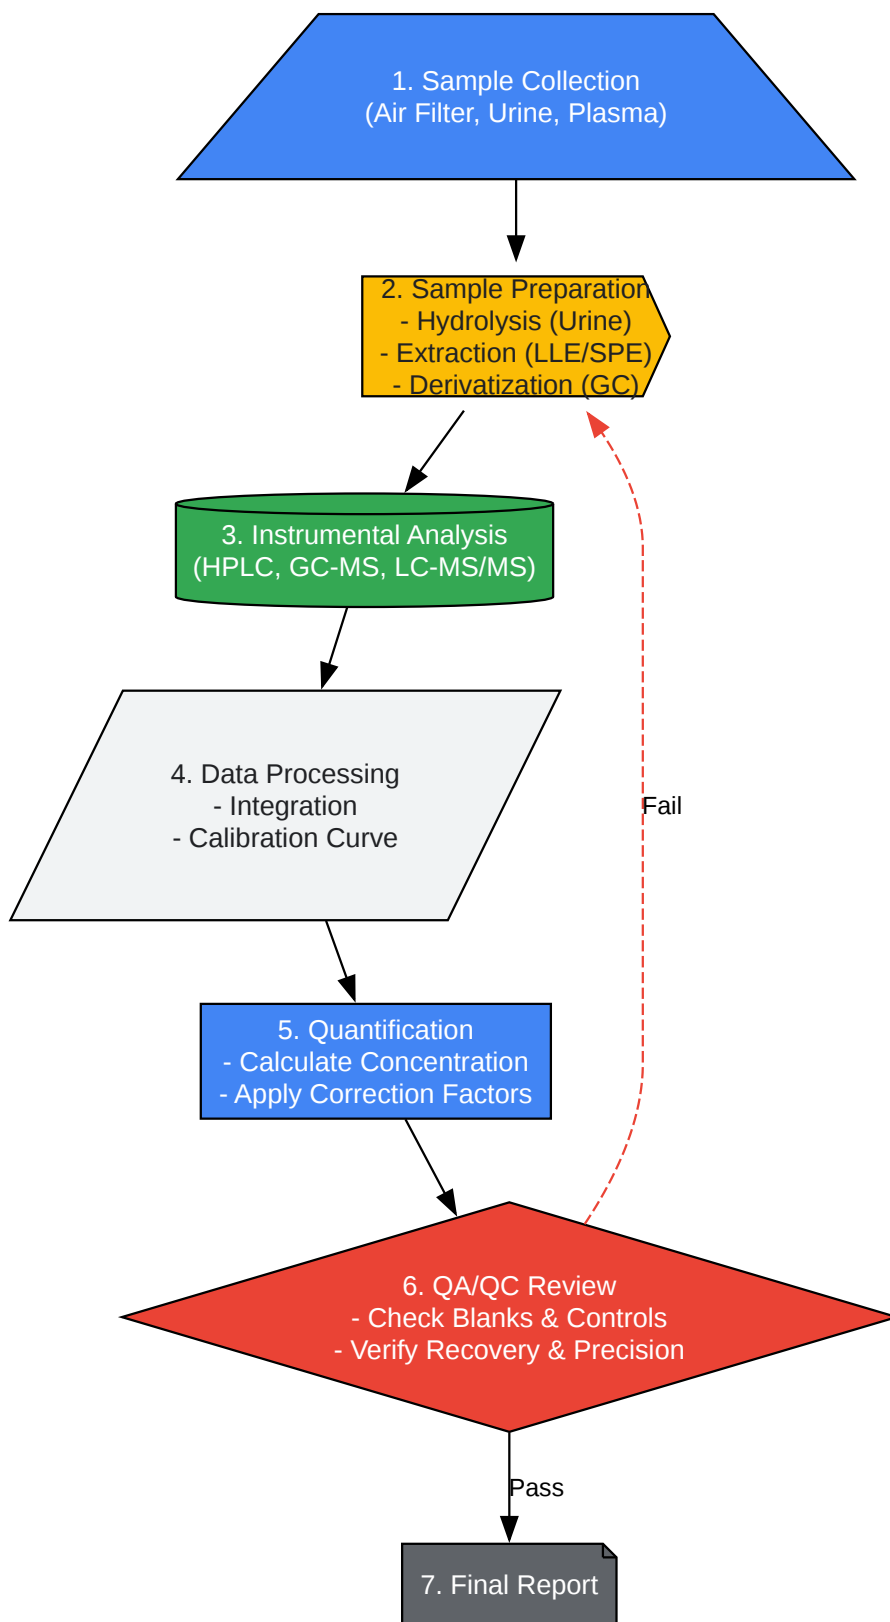 1. Sample Collection
(Air Filter, Urine, Plasma)
2. Sample Preparation
- Hydrolysis (Urine)
- Extraction (LLE/SPE)
- Derivatization (GC)
3. Instrumental Analysis
(HPLC, GC-MS, LC-MS/MS)
4. Data Processing
- Integration
- Calibration Curve
Fail
5. Quantification
- Calculate Concentration
- Apply Correction Factors
6. QA/QC Review
- Check Blanks & Controls
- Verify Recovery & Precision
Pass
7. Final Report